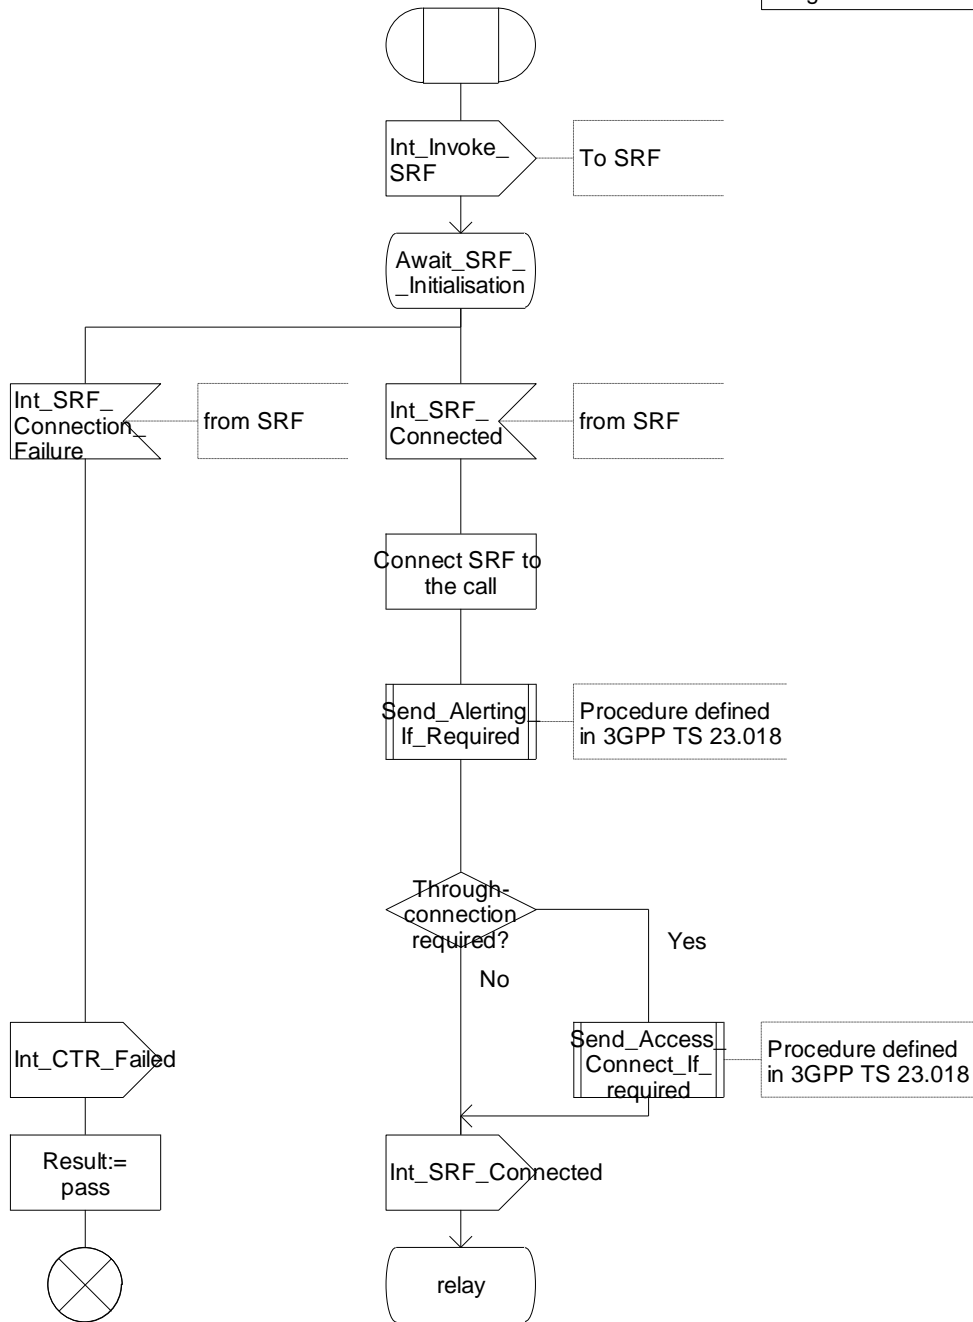 Int_Invoke_
SRF
To SRF
Await_SRF_
_Initialisation
Int_SRF_
Connection_
Failure
from SRF
Int_SRF_
Connected
from SRF
Connect SRF to
the call
Send_Alerting_
If_Required
Procedure defined
in 3GPP TS 23.018
Through-
connection
required?
Yes
No
Int_CTR_Failed
Send_Access_
Connect_If_
required
Procedure defined
in 3GPP TS 23.018
Result:=
pass
Int_SRF_Connected
relay